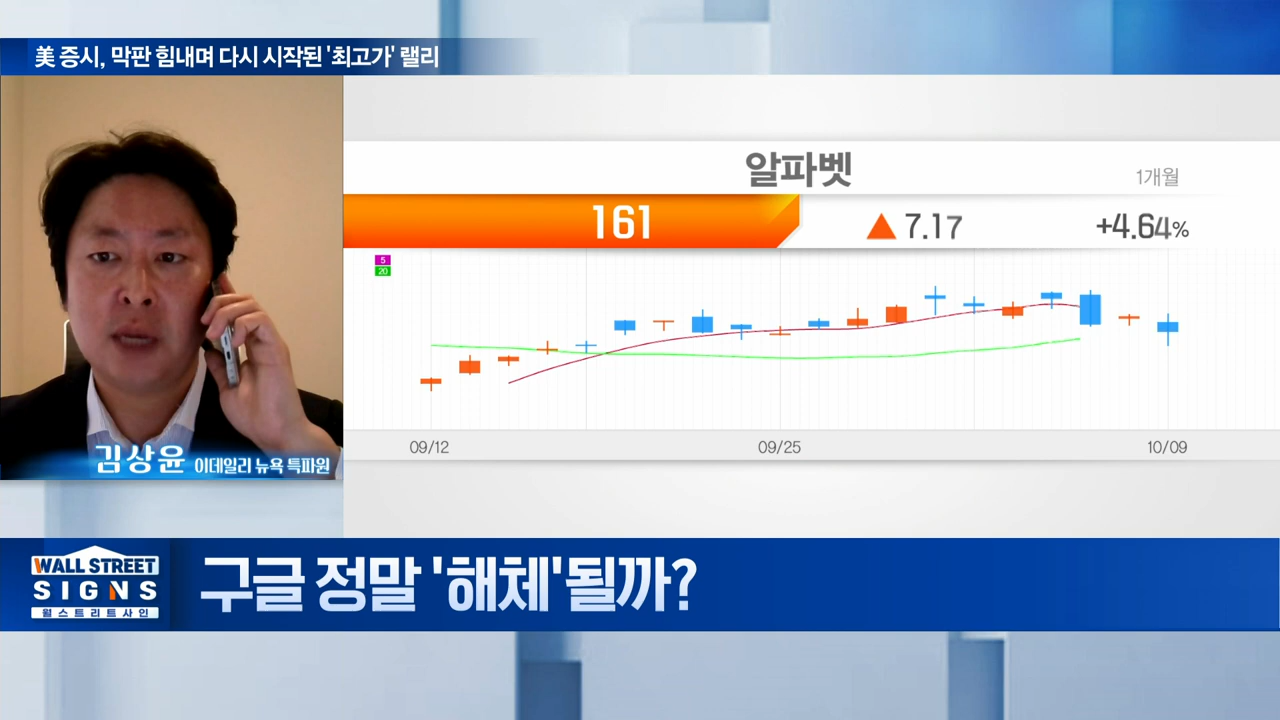 美 증시, 막판 힘내며 다시 시작된 '최고가' 랠리
알파벳
1개월
161
▲ 7.17
+4.64%
5
20
09/12
09/25
10/09
김상윤 이데일리 뉴욕 특파원
WALL STREET
SIGNS
월스트리트사인
구글 정말 '해체'될까?